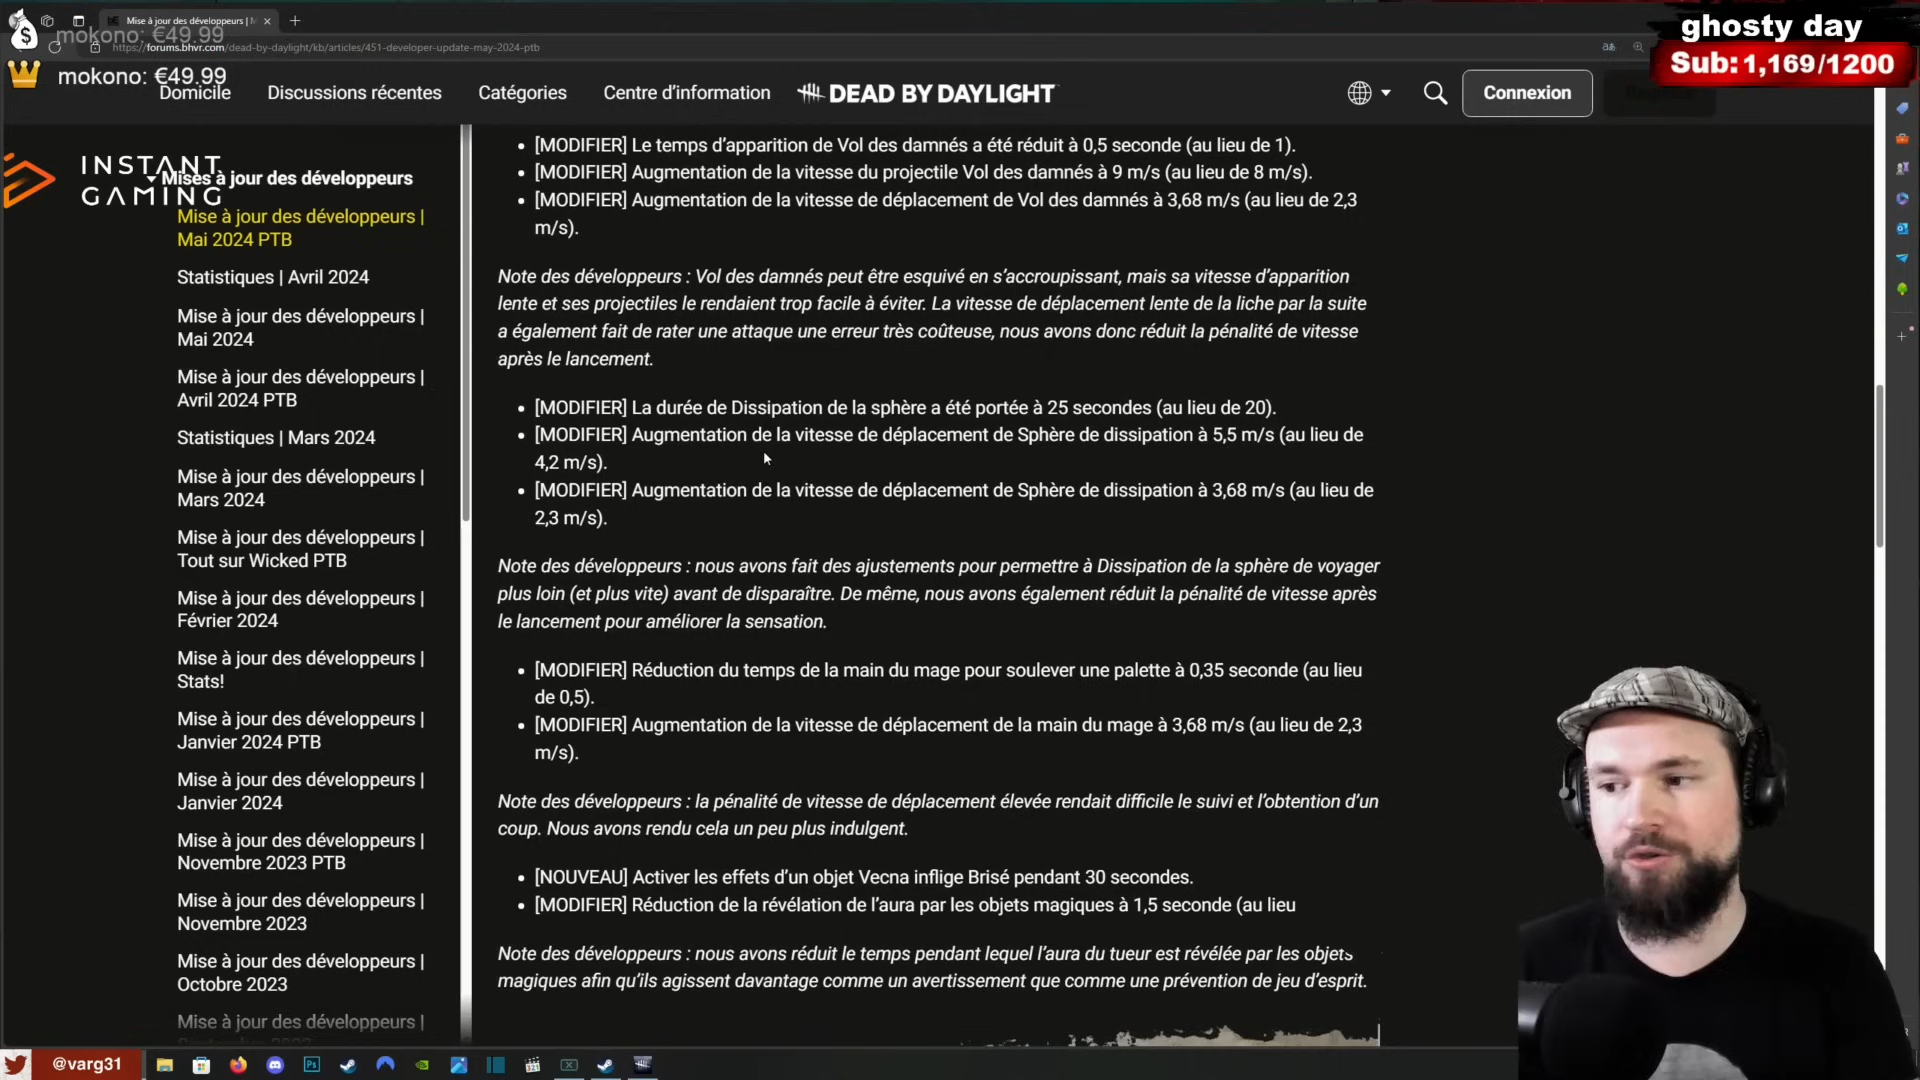 Mise à jour des développeurs | M
mokono: €49.99
https://forums.bhvr.com/dead-by-daylight/kb/articles/451-developer-update-may-2024-ptb
ghosty day
Sub: 1,169/1200
mokono: €49.99
Domicile
Discussions récentes
Catégories
Centre d’information
DEAD BY DAYLIGHT
Connexion
INSTANT
GAMING
Mises à jour des développeurs
Mise à jour des développeurs |
Mai 2024 PTB
Statistiques | Avril 2024
Mise à jour des développeurs |
Mai 2024
Mise à jour des développeurs |
Avril 2024 PTB
Statistiques | Mars 2024
Mise à jour des développeurs |
Mars 2024
Mise à jour des développeurs |
Tout sur Wicked PTB
Mise à jour des développeurs |
Février 2024
Mise à jour des développeurs |
Stats!
Mise à jour des développeurs |
Janvier 2024 PTB
Mise à jour des développeurs |
Janvier 2024
Mise à jour des développeurs |
Novembre 2023 PTB
Mise à jour des développeurs |
Novembre 2023
Mise à jour des développeurs |
Octobre 2023
Mise à jour des développeurs |
• [MODIFIER] Le temps d’apparition de Vol des damnés a été réduit à 0,5 seconde (au lieu de 1).
• [MODIFIER] Augmentation de la vitesse du projectile Vol des damnés à 9 m/s (au lieu de 8 m/s).
• [MODIFIER] Augmentation de la vitesse de déplacement de Vol des damnés à 3,68 m/s (au lieu de 2,3
m/s).
Note des développeurs : Vol des damnés peut être esquivé en s’accroupissant, mais sa vitesse d’apparition
lente et ses projectiles le rendaient trop facile à éviter. La vitesse de déplacement lente de la liche par la suite
a également fait de rater une attaque une erreur très coûteuse, nous avons donc réduit la pénalité de vitesse
après le lancement.
• [MODIFIER] La durée de Dissipation de la sphère a été portée à 25 secondes (au lieu de 20).
• [MODIFIER] Augmentation de la vitesse de déplacement de Sphère de dissipation à 5,5 m/s (au lieu de
4,2 m/s).
• [MODIFIER] Augmentation de la vitesse de déplacement de Sphère de dissipation à 3,68 m/s (au lieu de
2,3 m/s).
Note des développeurs : nous avons fait des ajustements pour permettre à Dissipation de la sphère de voyager
plus loin (et plus vite) avant de disparaître. De même, nous avons également réduit la pénalité de vitesse après
le lancement pour améliorer la sensation.
• [MODIFIER] Réduction du temps de la main du mage pour soulever une palette à 0,35 seconde (au lieu
de 0,5).
• [MODIFIER] Augmentation de la vitesse de déplacement de la main du mage à 3,68 m/s (au lieu de 2,3
m/s).
Note des développeurs : la pénalité de vitesse de déplacement élevée rendait difficile le suivi et l’obtention d’un
coup. Nous avons rendu cela un peu plus indulgent.
• [NOUVEAU] Activer les effets d’un objet Vecna inflige Brisé pendant 30 secondes.
• [MODIFIER] Réduction de la révélation de l’aura par les objets magiques à 1,5 seconde (au lieu
Note des développeurs : nous avons réduit le temps pendant lequel l’aura du tueur est révélée par les objets
magiques afin qu’ils agissent davantage comme un avertissement que comme une prévention de jeu d’esprit.
@varg31